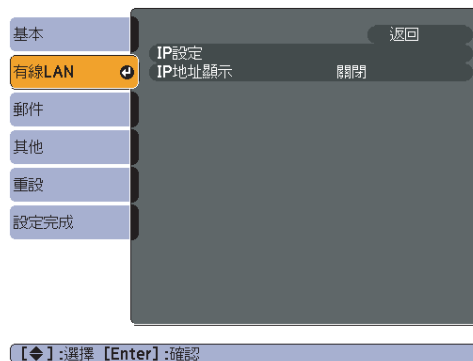 基本
有線LAN
郵件
其他
重設
設定完成
返回
IP設定
IP地址顯示 關閉
[◆]:選擇 [Enter]:確認